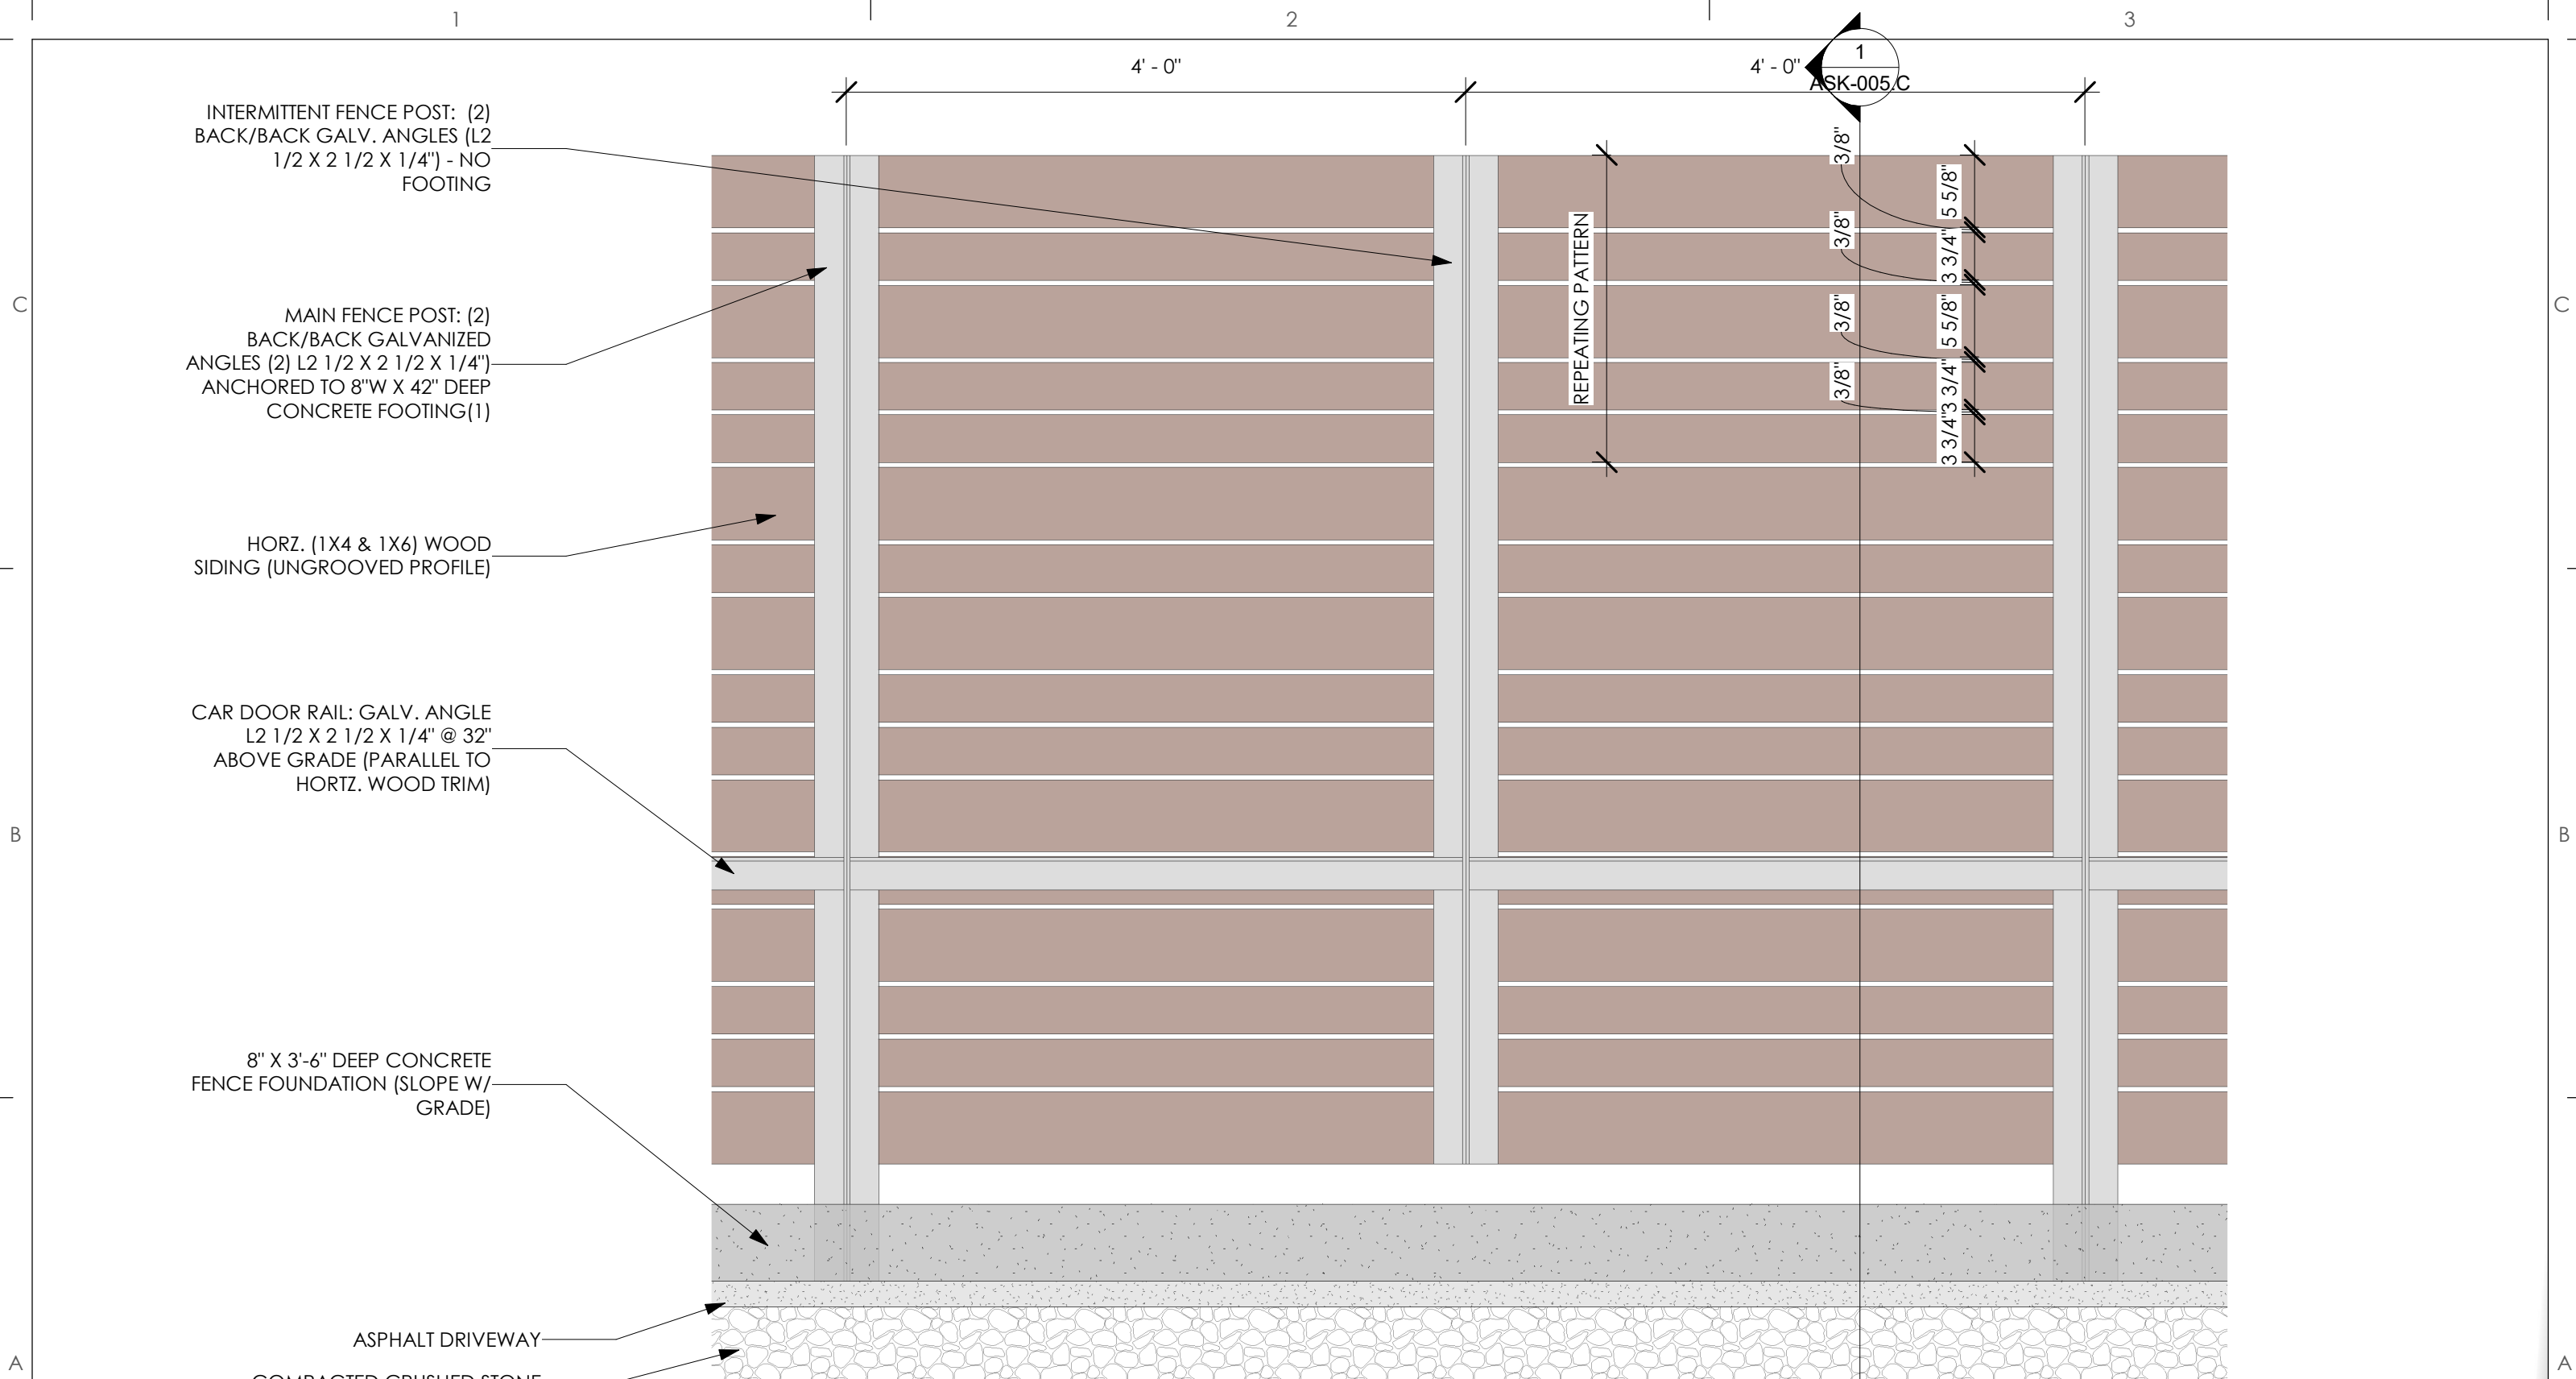 1 2 3
4' - 0" 4' - 0"
1
ASK-005.C
INTERMITTENT FENCE POST: (2)
BACK/BACK GALV. ANGLES (L2
1/2 X 2 1/2 X 1/4") - NO
FOOTING
3/8"
5 5/8"
3/8"
3 3/4"
3/8"
5 5/8"
3/8"
3 3/4"
3 3/4"
REPEATING PATTERN
C C
MAIN FENCE POST: (2)
BACK/BACK GALVANIZED
ANGLES (2) L2 1/2 X 2 1/2 X 1/4")
ANCHORED TO 8"W X 42" DEEP
CONCRETE FOOTING(1)
HORZ. (1X4 & 1X6) WOOD
SIDING (UNGROOVED PROFILE)
CAR DOOR RAIL: GALV. ANGLE
L2 1/2 X 2 1/2 X 1/4" @ 32"
ABOVE GRADE (PARALLEL TO
HORTZ. WOOD TRIM)
B B
8" X 3'-6" DEEP CONCRETE
FENCE FOUNDATION (SLOPE W/
GRADE)
ASPHALT DRIVEWAY
A A
COMPACTED CRUSHED STONE